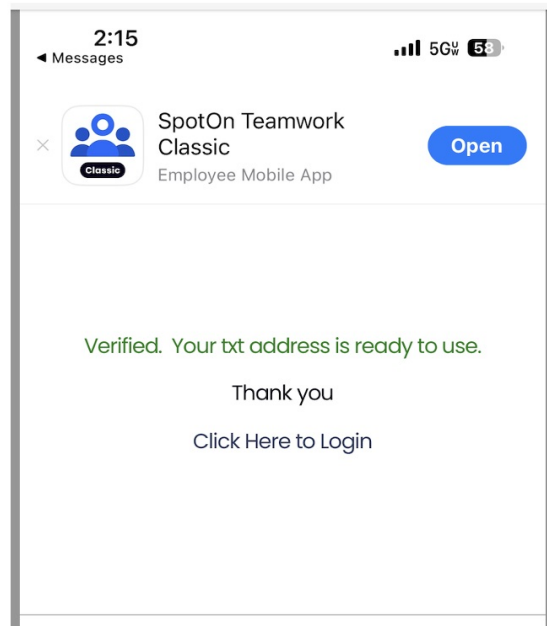 2:15
◀ Messages
5GUW 58
SpotOn Teamwork
Classic
Employee Mobile App
Classic
Open
Verified. Your txt address is ready to use.
Thank you
Click Here to Login